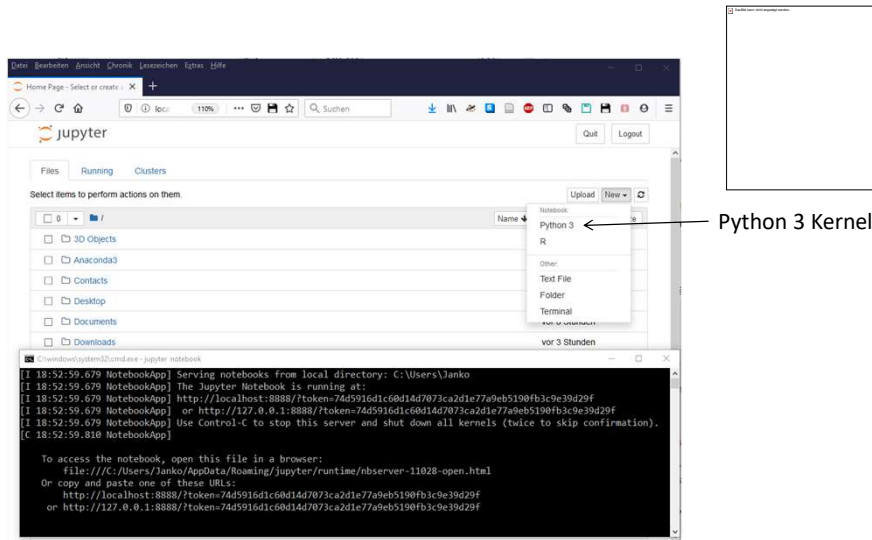 Das Bild kann nicht angezeigt werden.
Datei Bearbeiten Ansicht Chronik Lesezeichen Extras Hilfe
Home Page - Select or create
loca 110% Suchen
jupyter Quit Logout
Files Running Clusters
Select items to perform actions on them. Upload New
0 / Name
Notebook:
Python 3
Python 3 Kernel
R
Other:
Text File
Folder
Terminal
3D Objects
Anaconda3
Contacts
Desktop
Documents
Downloads vor 3 Stunden
C:\windows\system32\cmd.exe - jupyter notebook
[I 18:52:59.679 NotebookApp] Serving notebooks from local directory: C:\Users\Janko
[I 18:52:59.679 NotebookApp] The Jupyter Notebook is running at:
[I 18:52:59.679 NotebookApp] http://localhost:8888/?token=74d5916d1c60d14d7073ca2d1e77a9eb5190fb3c9e39d29f
[I 18:52:59.679 NotebookApp]  or http://127.0.0.1:8888/?token=74d5916d1c60d14d7073ca2d1e77a9eb5190fb3c9e39d29f
[I 18:52:59.679 NotebookApp] Use Control-C to stop this server and shut down all kernels (twice to skip confirmation).
[C 18:52:59.810 NotebookApp]
To access the notebook, open this file in a browser:
file:///C:/Users/Janko/AppData/Roaming/jupyter/runtime/nbserver-11028-open.html
Or copy and paste one of these URLs:
http://localhost:8888/?token=74d5916d1c60d14d7073ca2d1e77a9eb5190fb3c9e39d29f
or http://127.0.0.1:8888/?token=74d5916d1c60d14d7073ca2d1e77a9eb5190fb3c9e39d29f